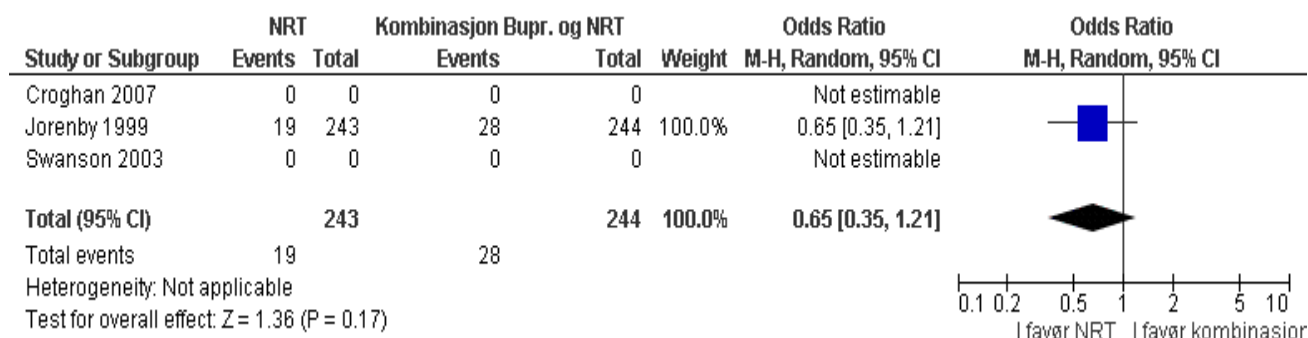 NRT Kombinasjon Bupr. og NRT Odds Ratio Odds Ratio
Study or Subgroup Events Total Events Total Weight M-H, Random, 95% CI M-H, Random, 95% CI
Croghan 2007 0 0 0 0 Not estimable
Jorenby 1999 19 243 28 244 100.0% 0.65 [0.35, 1.21]
Swanson 2003 0 0 0 0 Not estimable
Total (95% CI) 243 244 100.0% 0.65 [0.35, 1.21]
Total events 19 28
Heterogeneity: Not applicable
Test for overall effect: Z = 1.36 (P = 0.17)
0.1 0.2 0.5 1 2 5 10
I favør NRT I favør kombinasjon